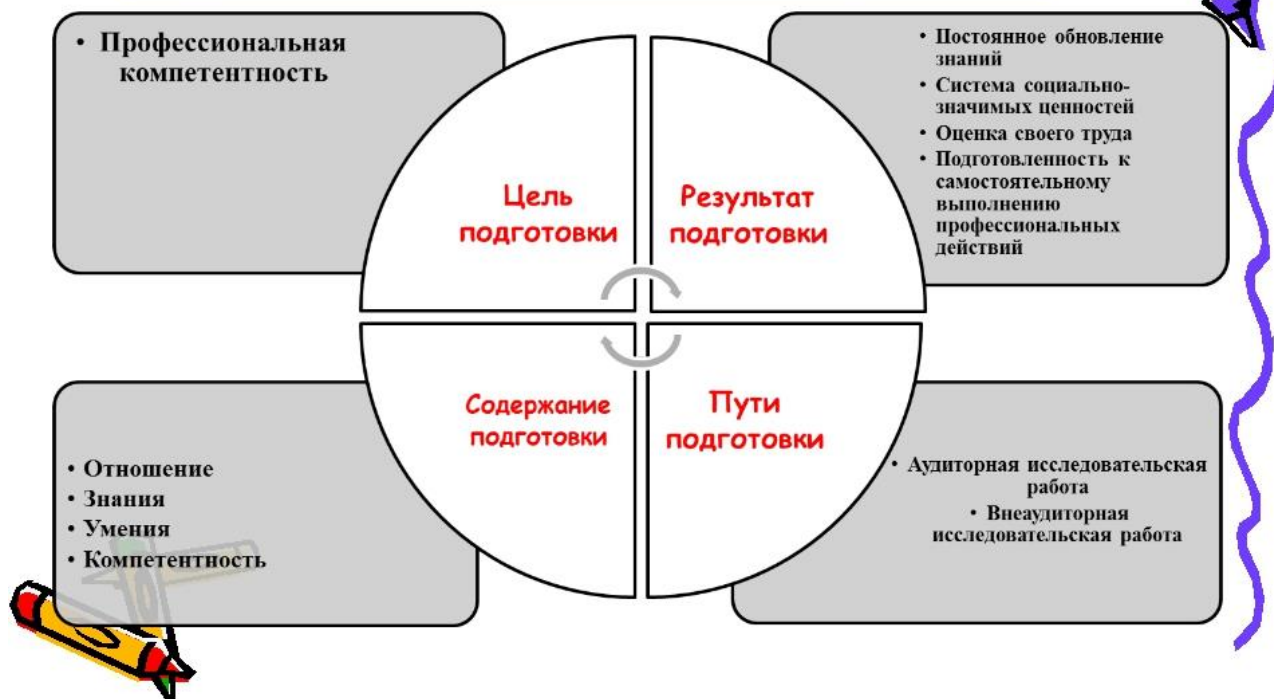 • Профессиональная
компетентность
Цель
подготовки
Результат
подготовки
• Постоянное обновление
знаний
• Система социально-
значимых ценностей
• Оценка своего труда
• Подготовленность к
самостоятельному
выполнению
профессиональных
действий
• Отношение
• Знания
• Умения
• Компетентность
Содержание
подготовки
Пути
подготовки
• Аудиторная исследовательская
работа
• Внеаудиторная
исследовательская работа